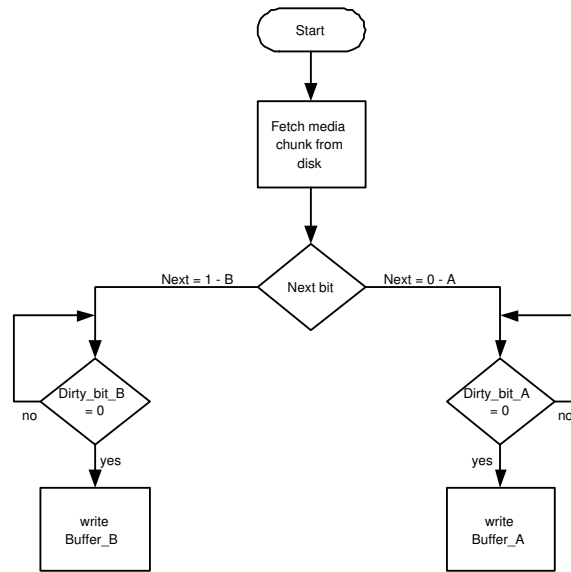 Start
Fetch media
chunk from
disk
Next = 1 - B
Next bit
Next = 0 - A
Dirty_bit_B
= 0
no
yes
Dirty_bit_A
= 0
no
yes
write
Buffer_B
write
Buffer_A